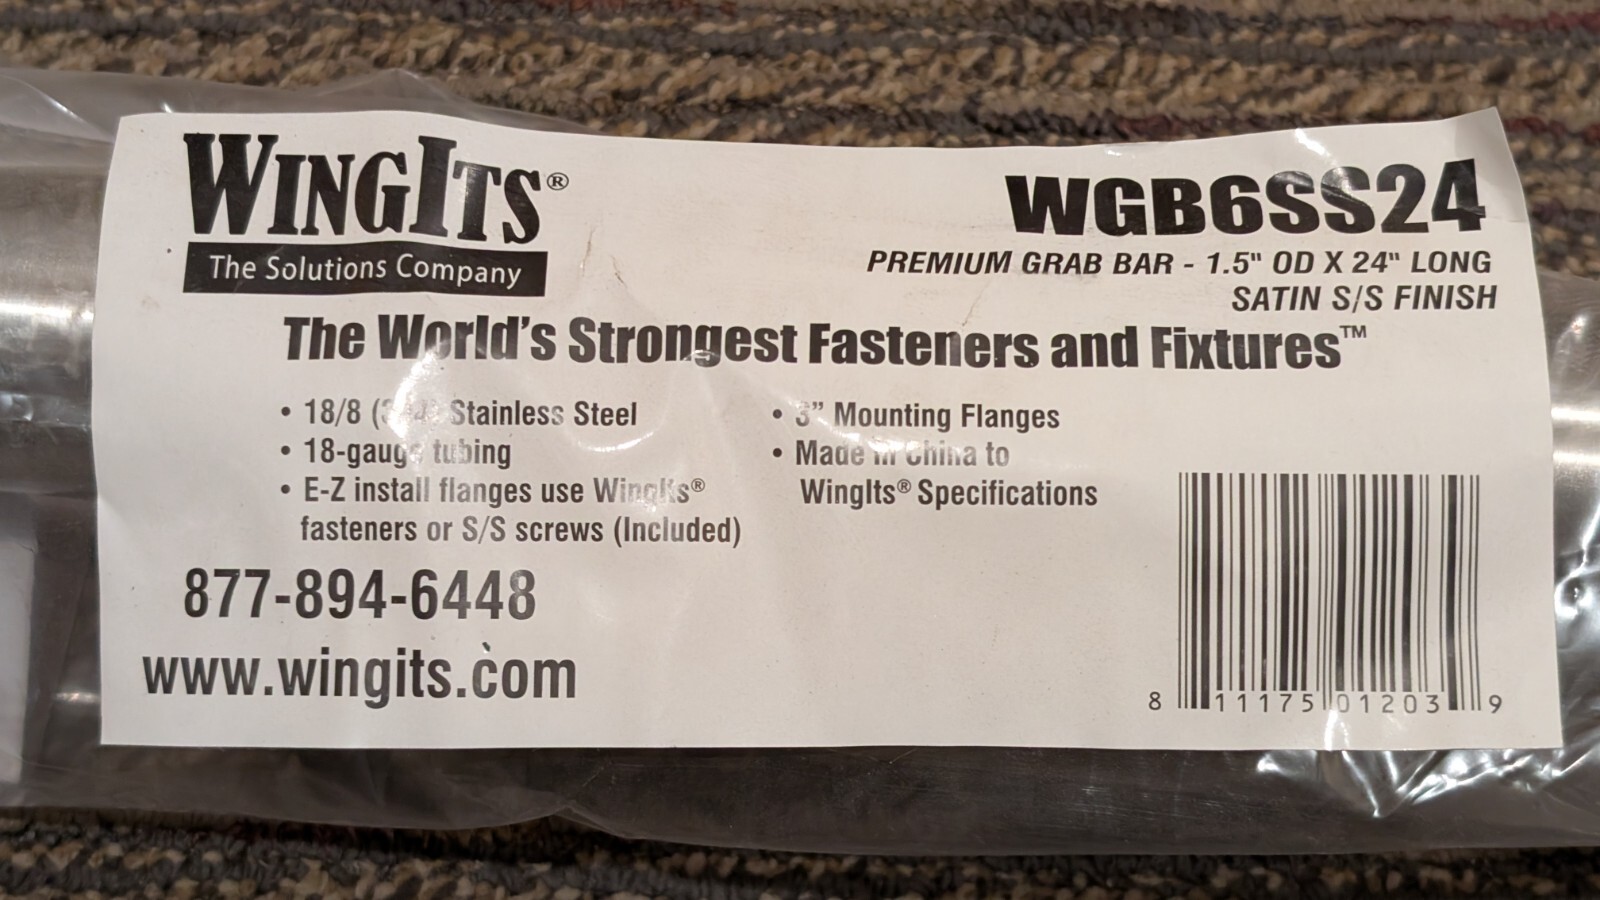 WINGITS®
The Solutions Company
WGB6SS24
PREMIUM GRAB BAR - 1.5" OD X 24" LONG
SATIN S/S FINISH
The World's Strongest Fasteners and Fixtures™
• 18/8 (304) Stainless Steel
• 18-gauge tubing
• E-Z install flanges use WingIts®
fasteners or S/S screws (Included)
• 3” Mounting Flanges
• Made in China to
WingIts® Specifications
877-894-6448
www.wingits.com
8 11175 01203 9